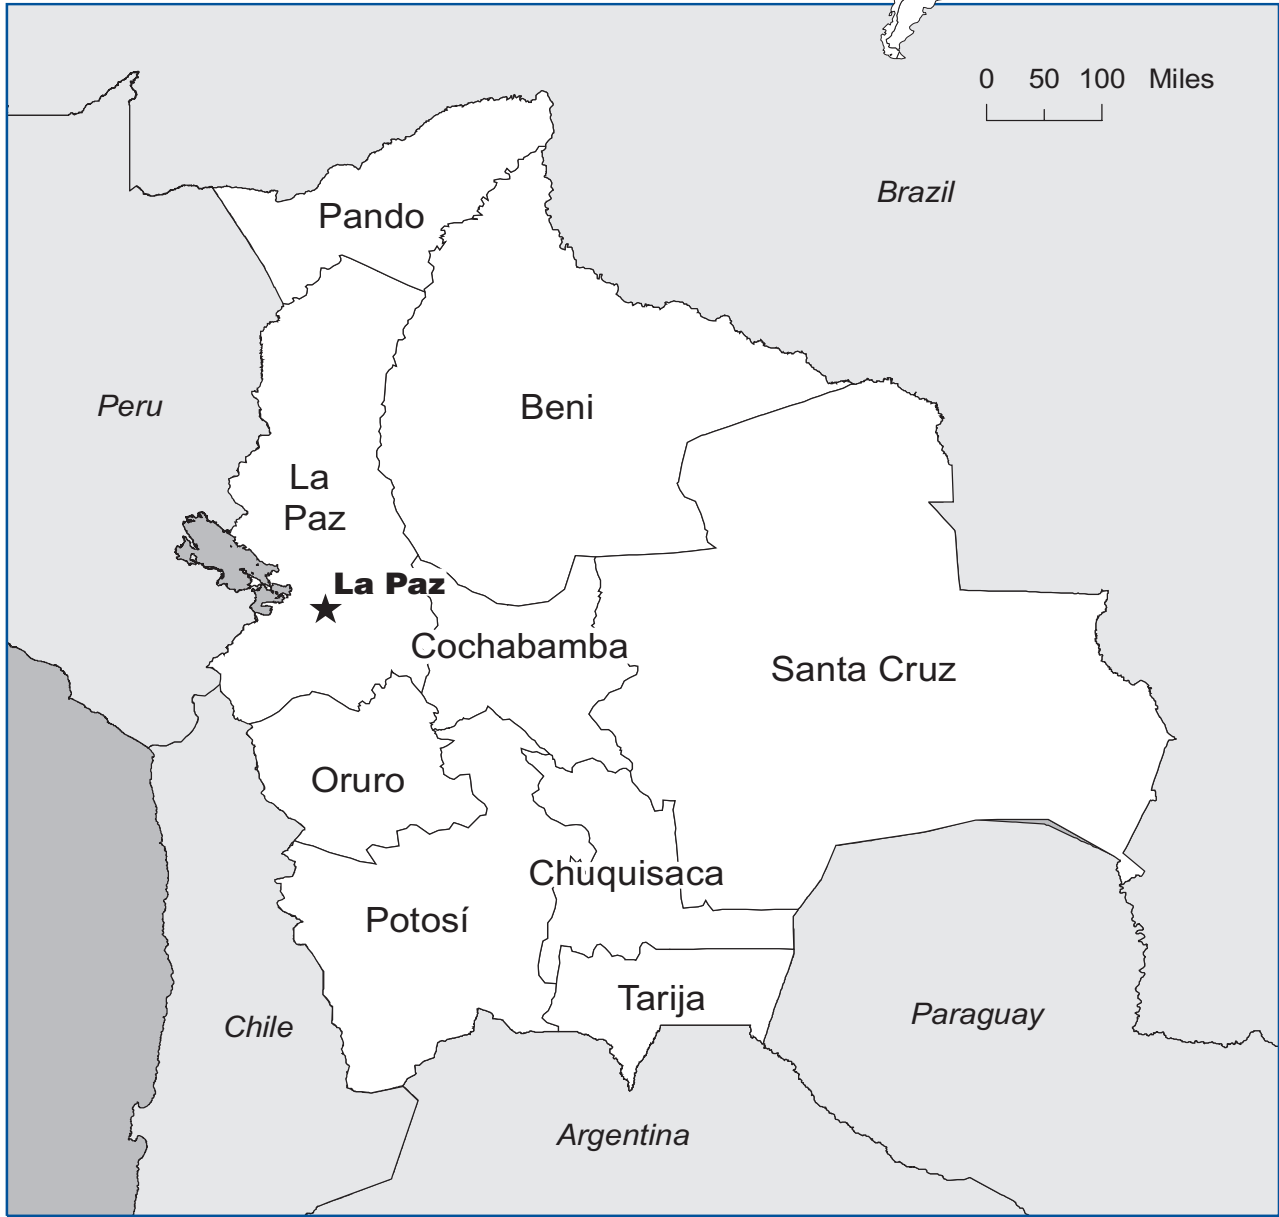 0 50 100 Miles
Brazil
Pando
Peru
Beni
La
Paz
La Paz
Cochabamba
Santa Cruz
Oruro
Chuquisaca
Potosí
Tarija
Chile
Paraguay
Argentina